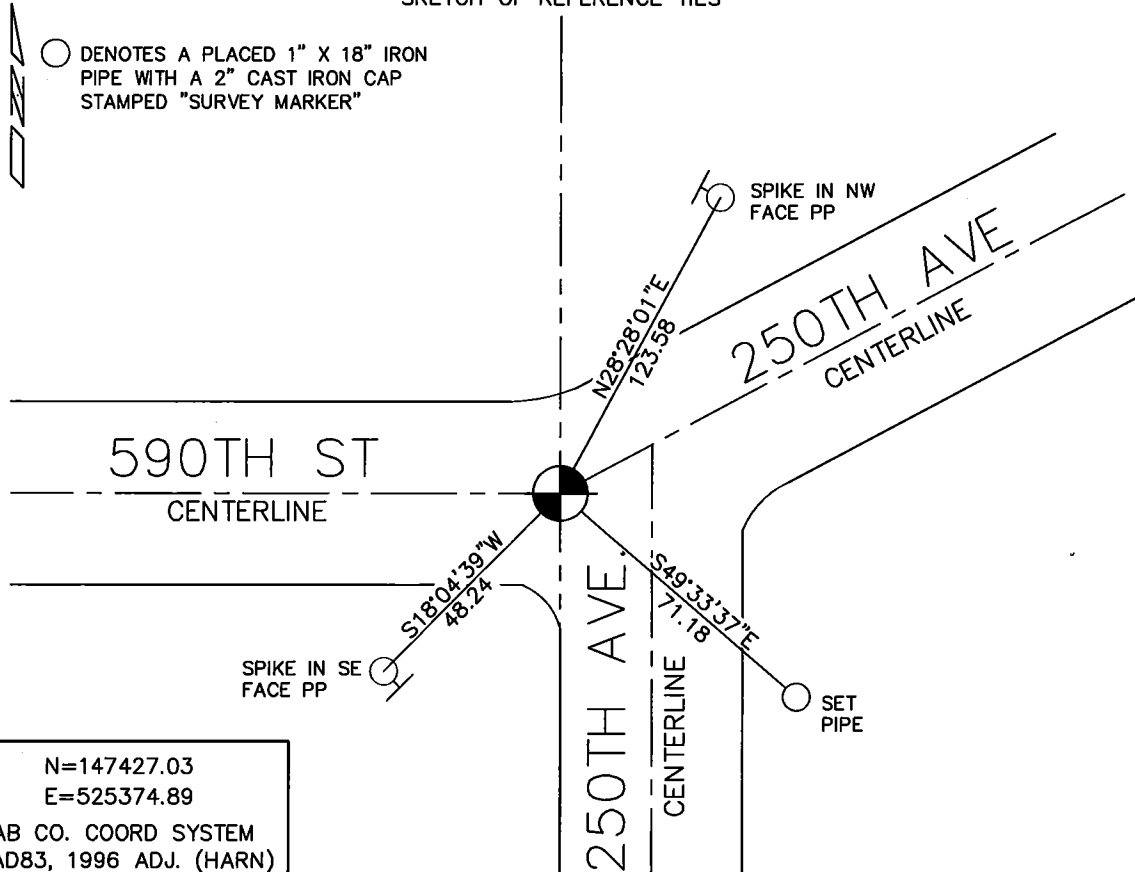 SKETCH OF REFERENCE TIES
DENOTES A PLACED 1" X 18" IRON
PIPE WITH A 2" CAST IRON CAP
STAMPED "SURVEY MARKER"
N
SPIKE IN NW
FACE PP
N28°28'01"E
123.58
250TH AVE
CENTERLINE
590TH ST
CENTERLINE
S18°04'39"W
48.24
S49°33'37"E
71.18
SPIKE IN SE
FACE PP
SET
PIPE
250TH AVE.
CENTERLINE
N=147427.03
E=525374.89
AB CO. COORD SYSTEM
AD83, 1996 ADJ. (HARN)